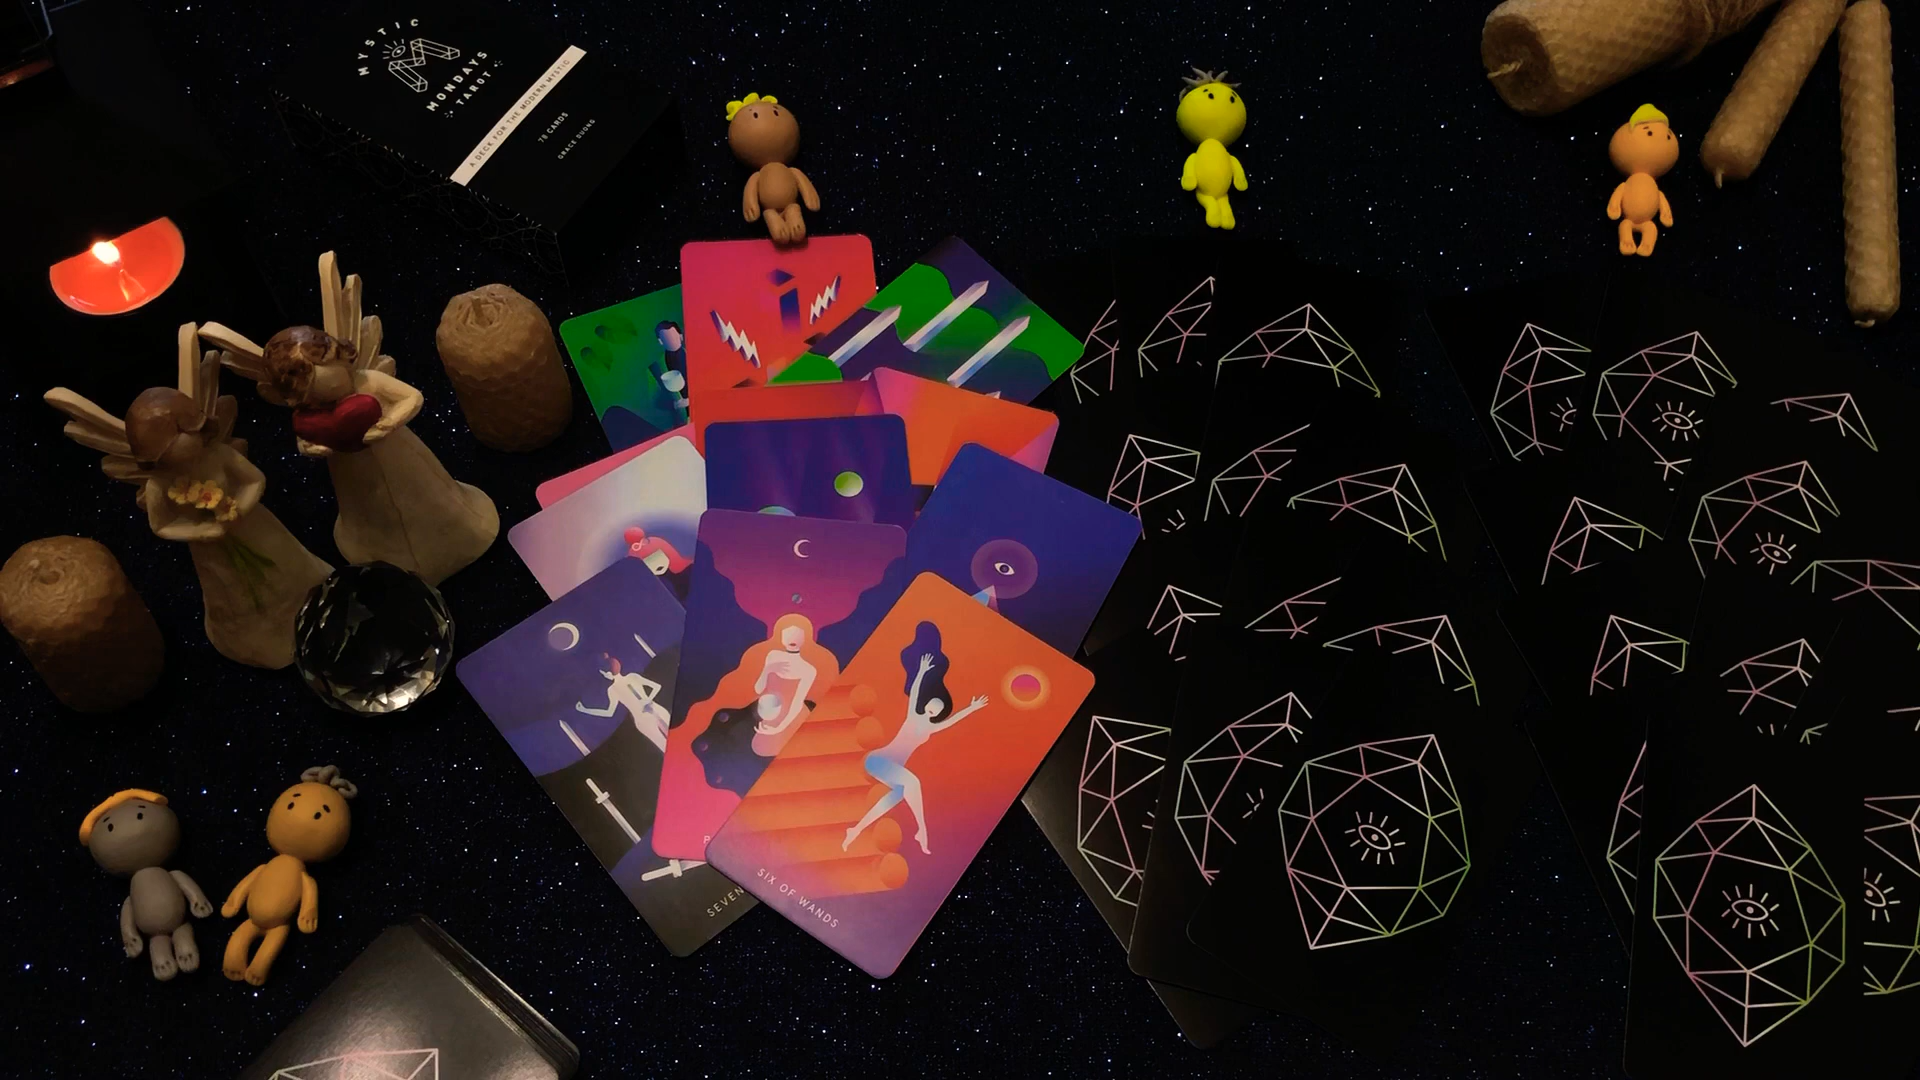 MYSTIC
MONDAYS
TAROT
A DECK FOR THE MODERN MYSTIC
78 CARDS
GRACE DUONG
SEVEN
P
SIX OF WANDS